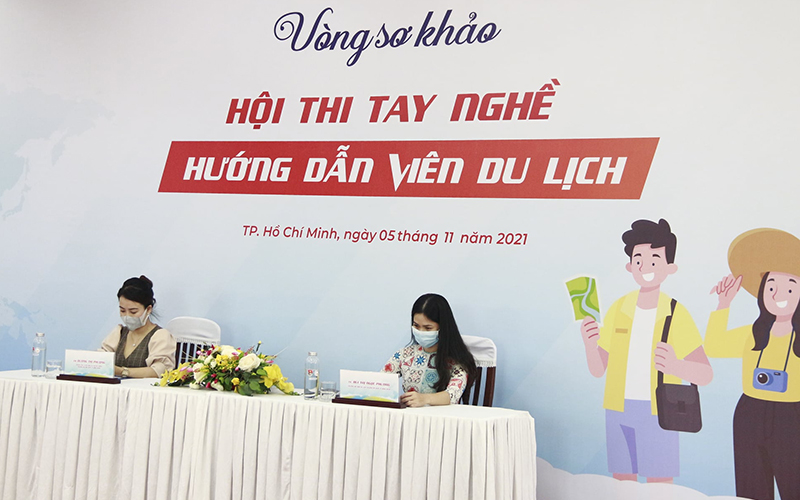 Vòng sơ khảo
HỘI THI TAY NGHỀ
HƯỚNG DẪN VIÊN DU LỊCH
TP. Hồ Chí Minh, ngày 05 tháng 11 năm 2021